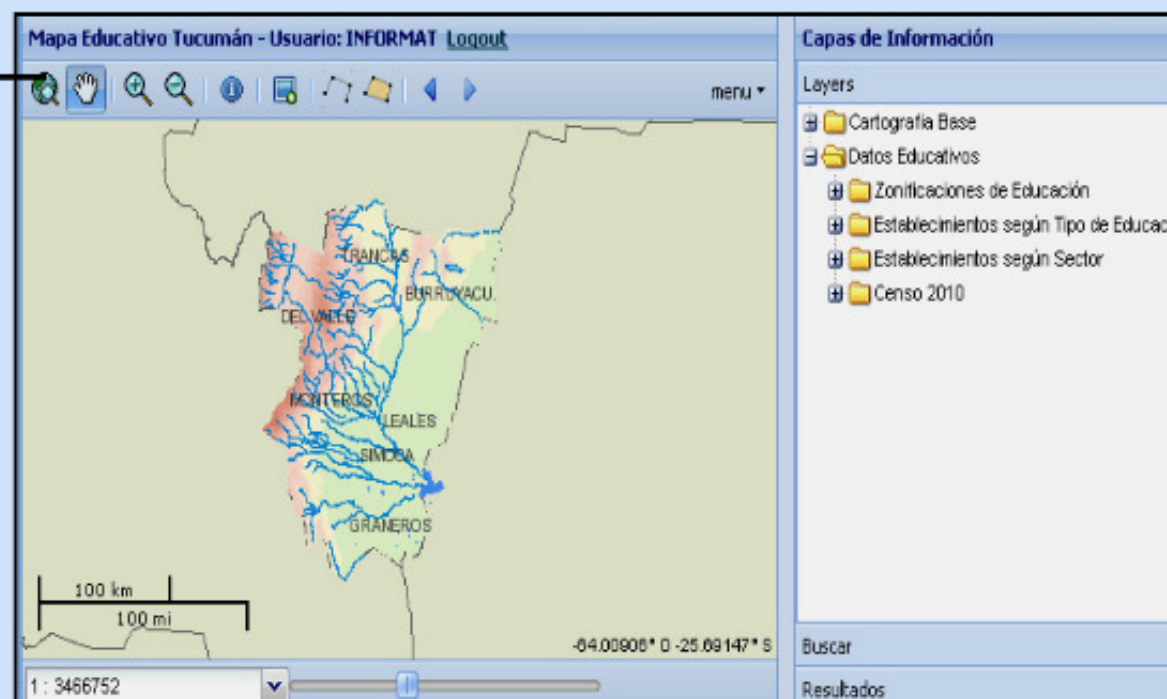 Mapa Educativo Tucumán - Usuario: INFORMAT Logout
menu
TRANCAS
BURRUYACU.
DEL VALLE
MONTEROS
LEALES
SIMOCA
GRANEROS
100 km
100 mi
-64.00906° O -25.69147° S
1 : 3466752
Capas de Información
Layers
Cartografia Base
Datos Educativos
Zonificaciones de Educación
Establecimientos según Tipo de Educac
Establecimientos según Sector
Censo 2010
Buscar
Resultados